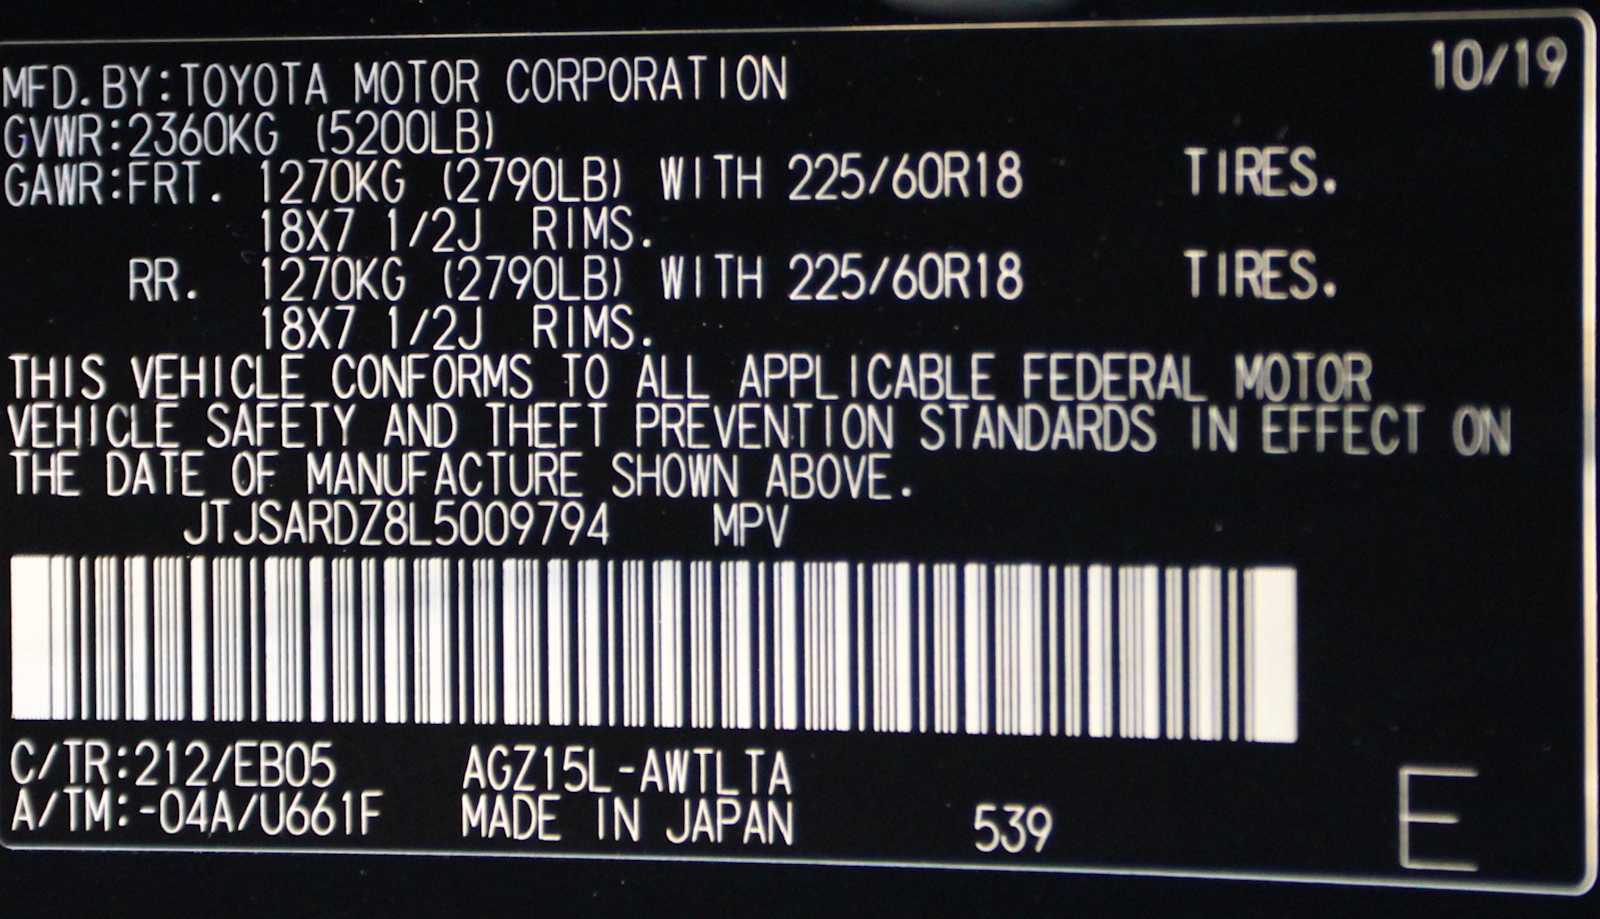 10/19
MFD.BY:TOYOTA MOTOR CORPORATION
GVWR:2360KG (5200LB)
GAWR:FRT. 1270KG (2790LB) WITH 225/60R18 TIRES.
18X7 1/2J RIMS.
RR. 1270KG (2790LB) WITH 225/60R18 TIRES.
18X7 1/2J RIMS.
THIS VEHICLE CONFORMS TO ALL APPLICABLE FEDERAL MOTOR
VEHICLE SAFETY AND THEFT PREVENTION STANDARDS IN EFFECT ON
THE DATE OF MANUFACTURE SHOWN ABOVE.
JTJSARDZ8L5009794 MPV
C/TR:212/EB05 AGZ15L-AWTLTA
A/TM:-04A/U661F MADE IN JAPAN 539 E